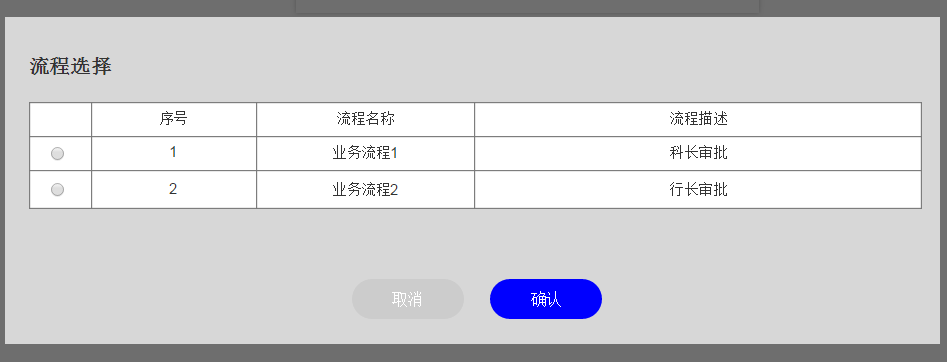 流程选择
序号 流程名称 流程描述
1 业务流程1 科长审批
2 业务流程2 行长审批
取消 确认